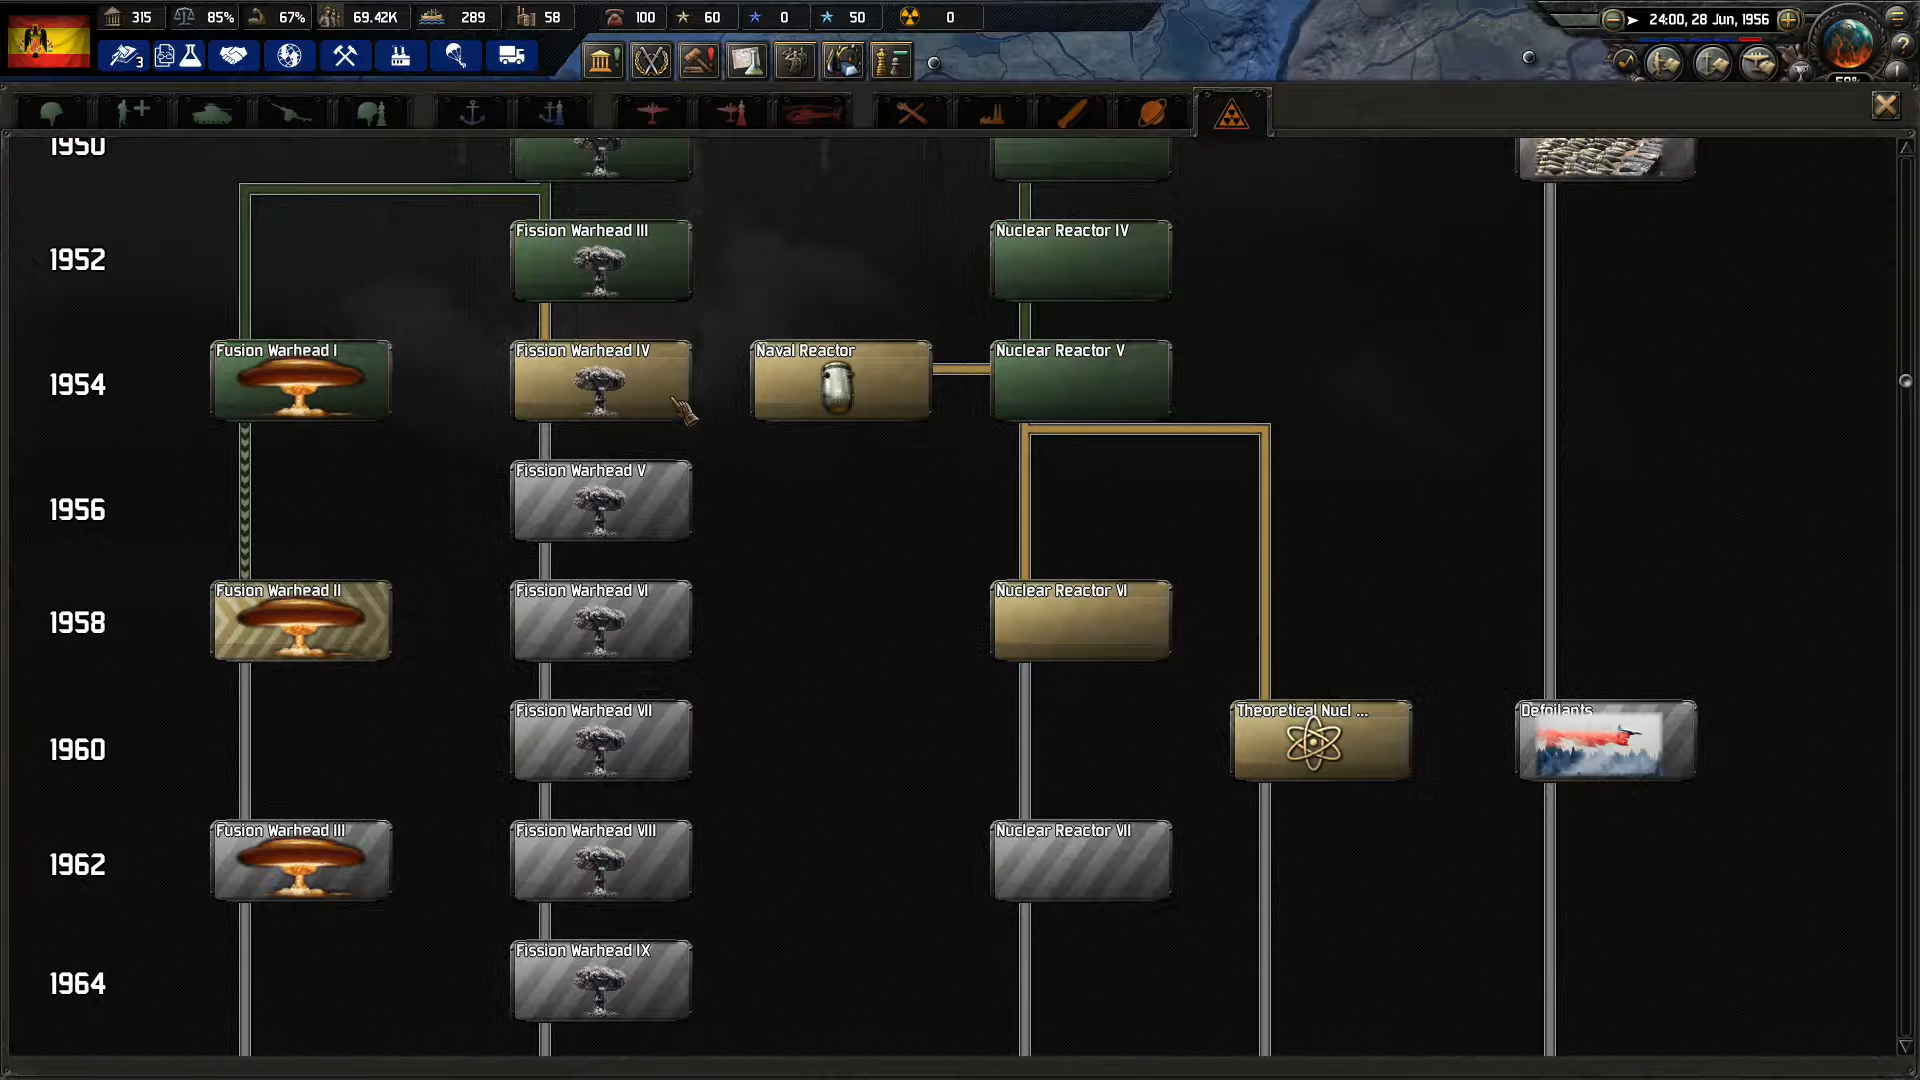 315 85% 67% 69.42K 289 58 100 60 0 50 0
24:00, 28 Jun, 1956
3
58%
1950
1952
Fission Warhead III
Nuclear Reactor IV
1954
Fusion Warhead I
Fission Warhead IV
Naval Reactor
Nuclear Reactor V
1956
Fission Warhead V
1958
Fusion Warhead II
Fission Warhead VI
Nuclear Reactor VI
1960
Fission Warhead VII
Theoretical Nucl ...
Defoilants
1962
Fusion Warhead III
Fission Warhead VIII
Nuclear Reactor VII
1964
Fission Warhead IX